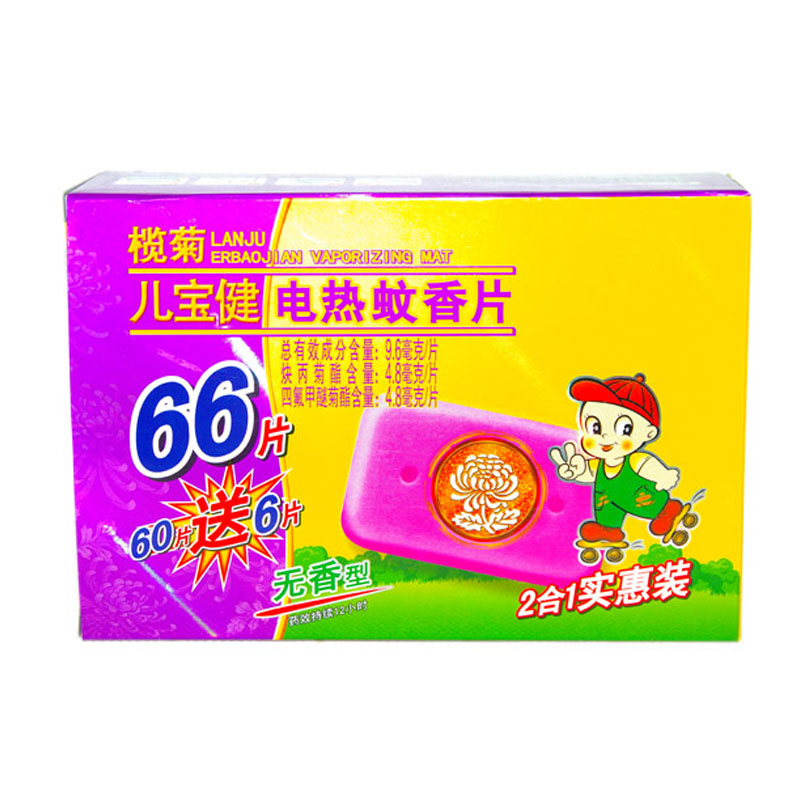 榄菊 LANJU
ERBAOJIAN VAPORIZING MAT
儿宝健 电热蚊香片
总有效成分含量：9.6毫克/片
炔丙菊酯含量：4.8毫克/片
四氟甲醚菊酯含量：4.8毫克/片
66片
60片送6片
无香型
药效持续12小时
2合1实惠装